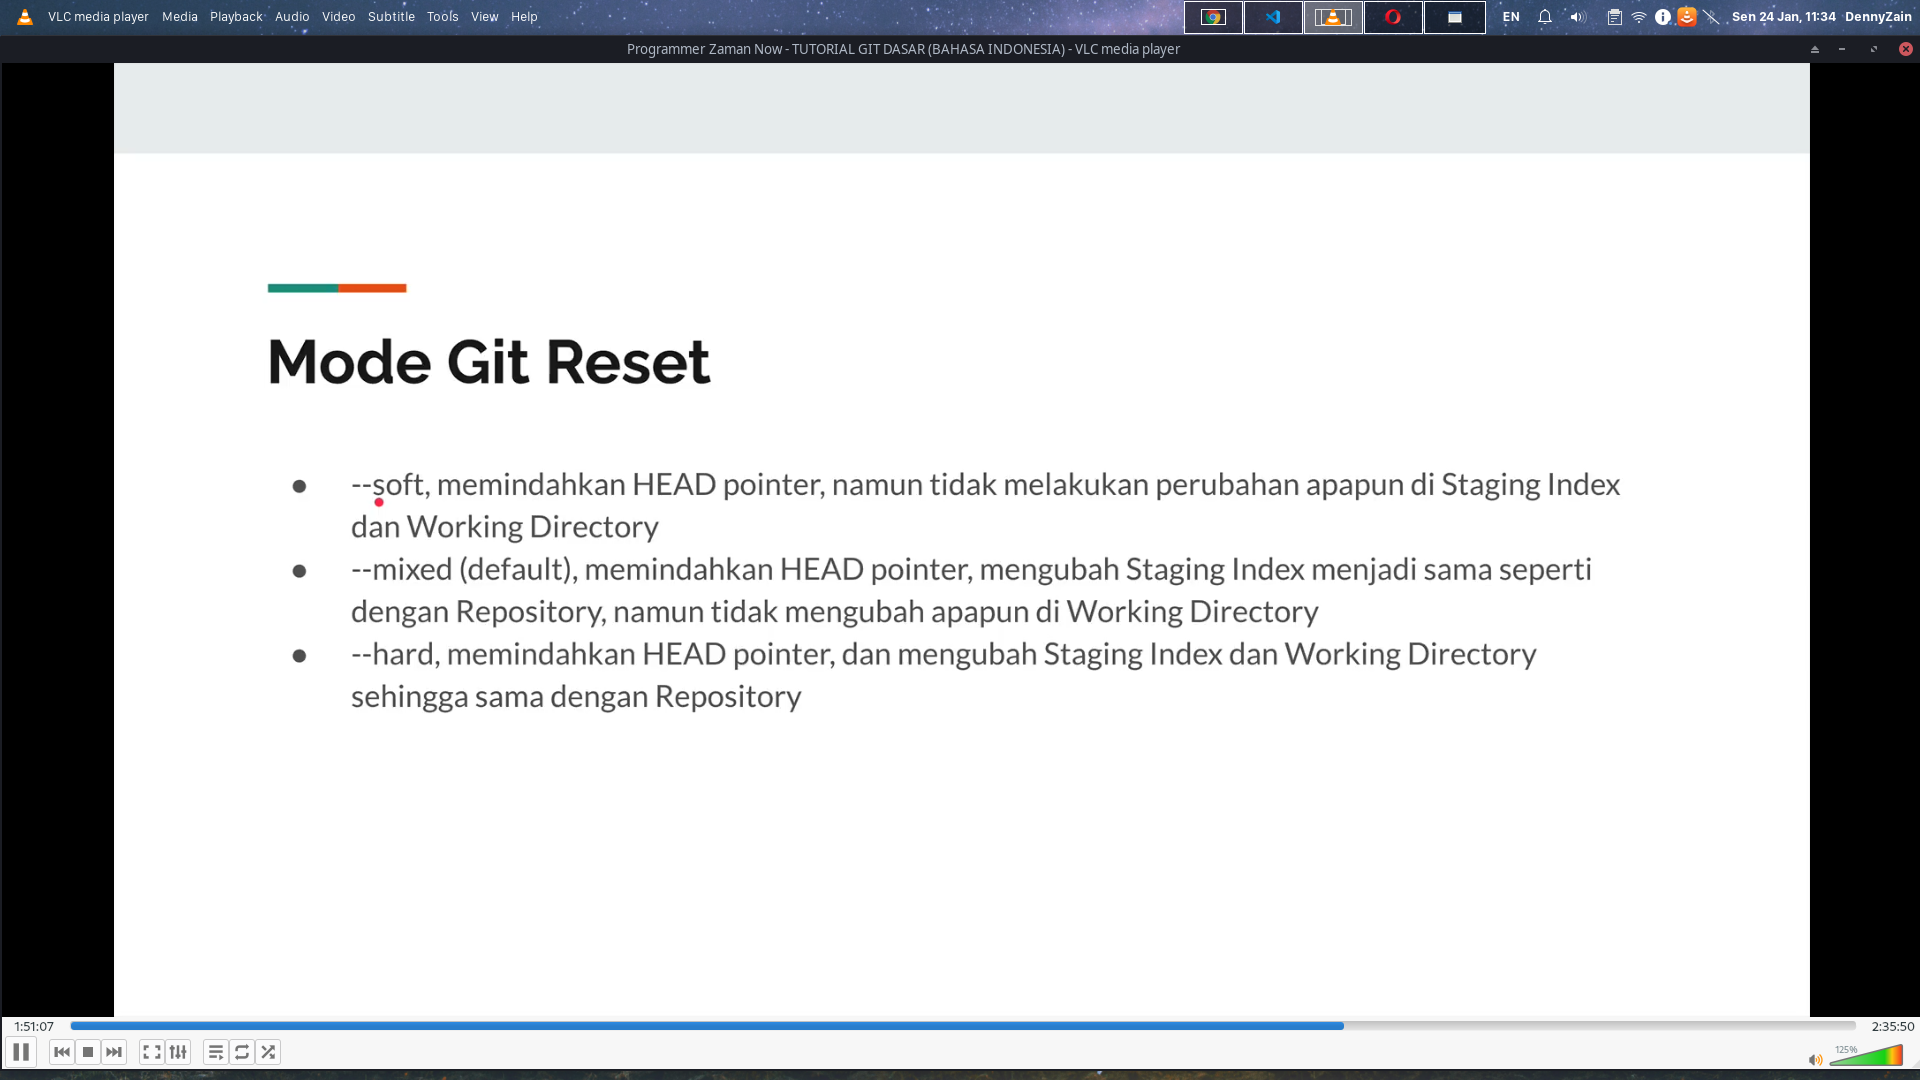 VLC media player Media Playback Audio Video Subtitle Tools View Help EN Sen 24 Jan, 11:34 DennyZain
Programmer Zaman Now - TUTORIAL GIT DASAR (BAHASA INDONESIA) - VLC media player
Mode Git Reset
● --soft, memindahkan HEAD pointer, namun tidak melakukan perubahan apapun di Staging Index
dan Working Directory
● --mixed (default), memindahkan HEAD pointer, mengubah Staging Index menjadi sama seperti
dengan Repository, namun tidak mengubah apapun di Working Directory
● --hard, memindahkan HEAD pointer, dan mengubah Staging Index dan Working Directory
sehingga sama dengan Repository
1:51:07 2:35:50
125%